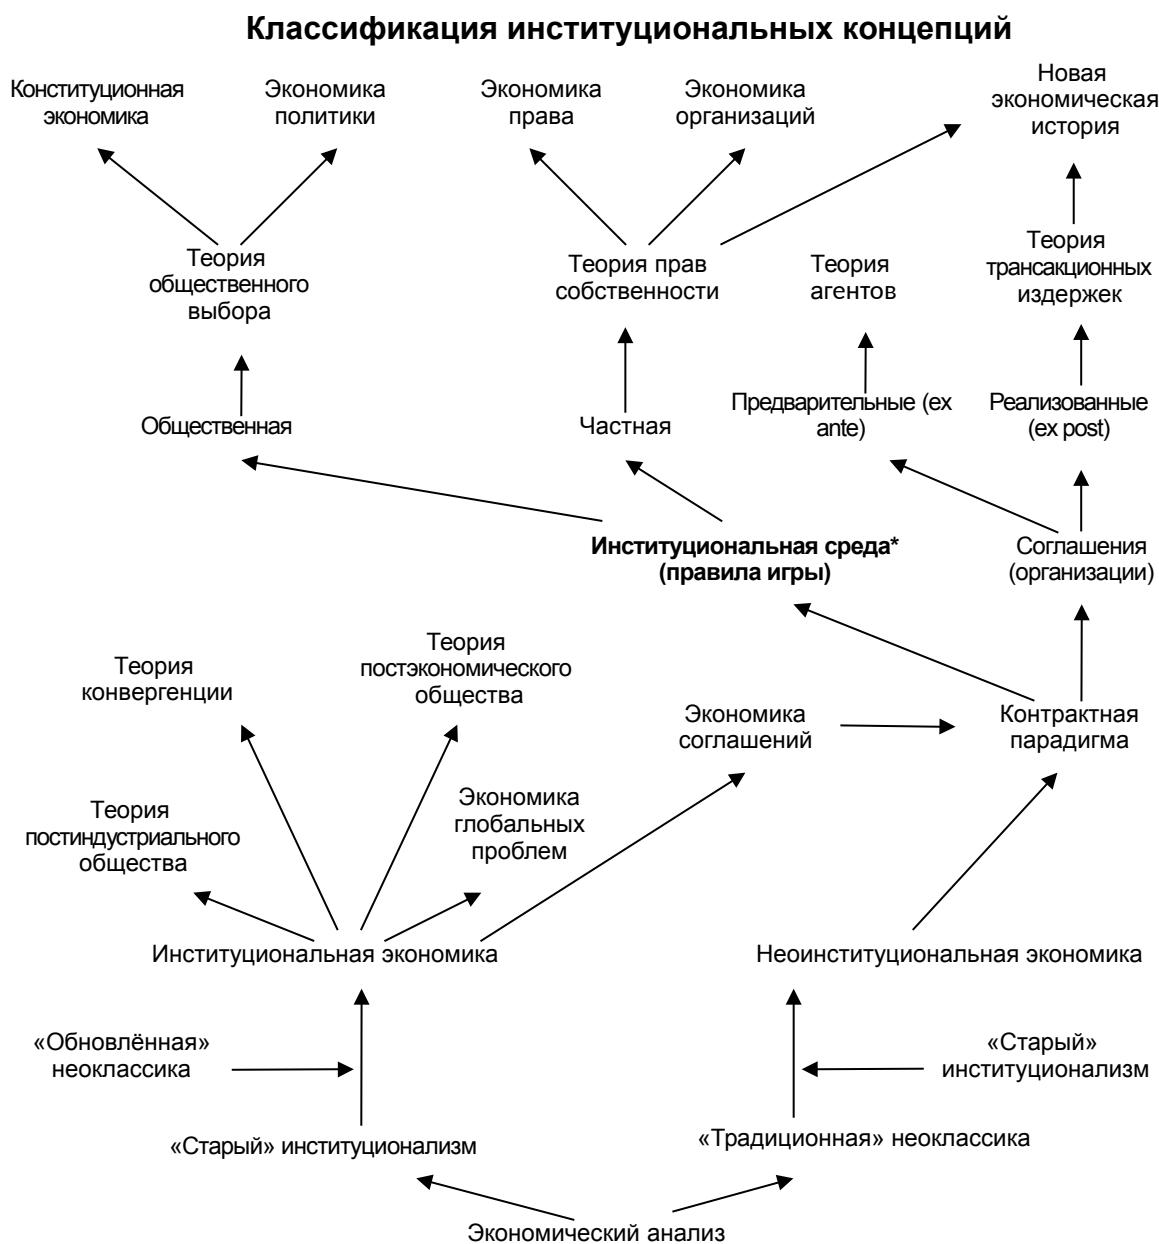 Классификация институциональных концепций
Конституционная
экономика
Экономика
политики
Экономика
права
Экономика
организаций
Новая
экономическая
история
Теория
общественного
выбора
Теория прав
собственности
Теория
агентов
Теория
трансакционных
издержек
Общественная
Частная
Предварительные (ex
ante)
Реализованные
(ex post)
Институциональная среда*
(правила игры)
Соглашения
(организации)
Теория
конвергенции
Теория
постэкономического
общества
Экономика
соглашений
Контрактная
парадигма
Теория
постиндустриального
общества
Экономика
глобальных
проблем
Институциональная экономика
Неоинституциональная экономика
«Обновлённая»
неоклассика
«Старый»
институционализм
«Старый» институционализм
«Традиционная» неоклассика
Экономический анализ